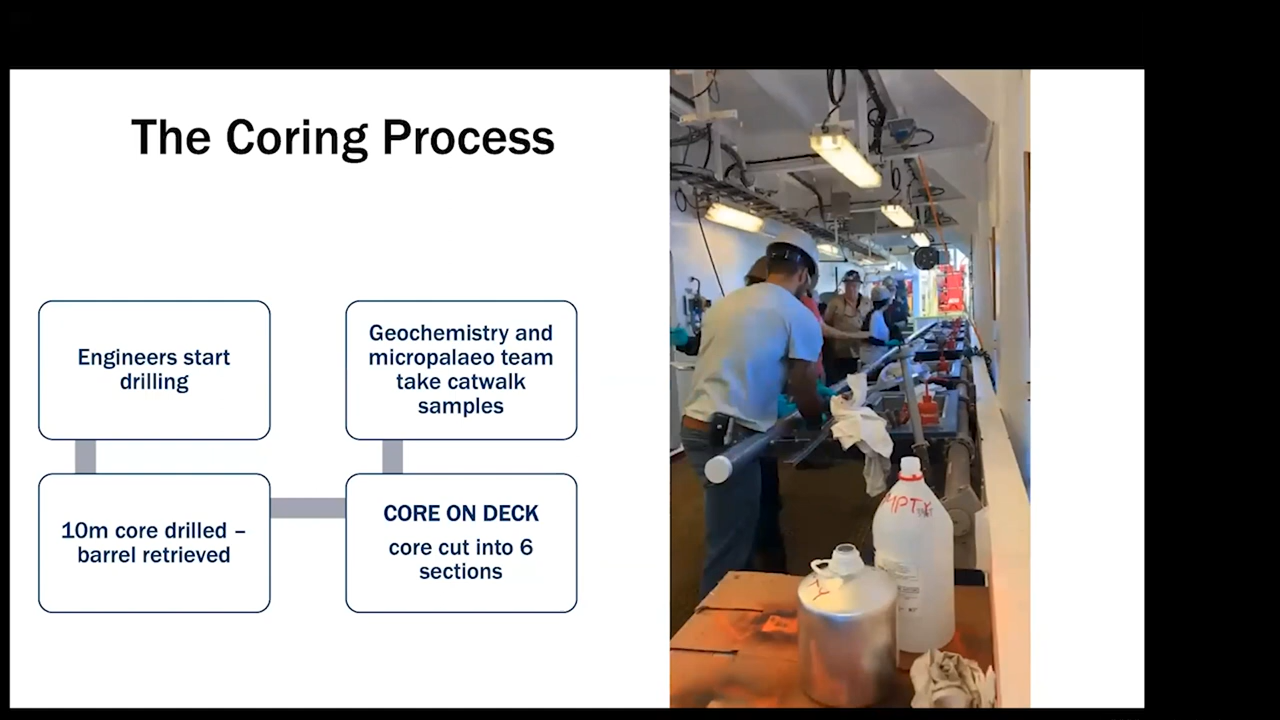 The Coring Process
Engineers start
drilling
10m core drilled –
barrel retrieved
CORE ON DECK
core cut into 6
sections
Geochemistry and
micropalaeo team
take catwalk
samples
MPTY
TY